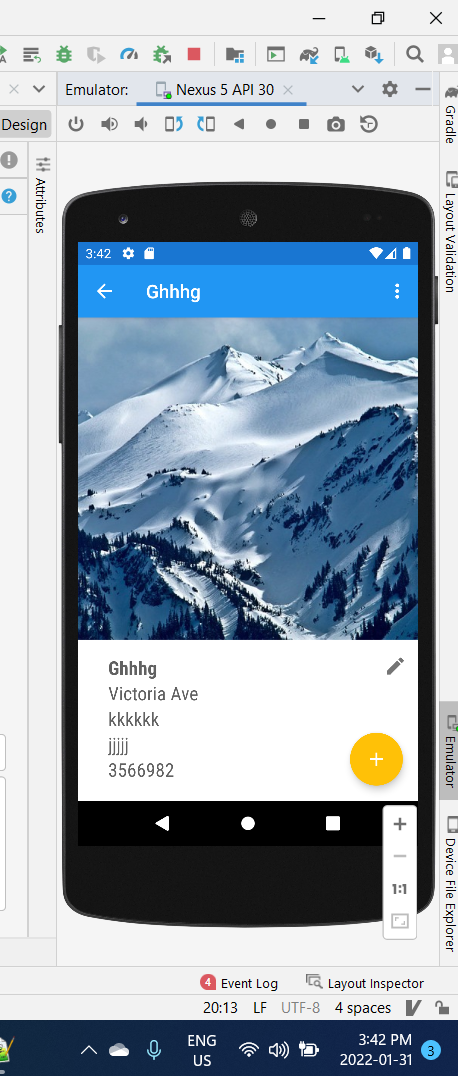 Emulator: Nexus 5 API 30
Design
Attributes
Gradle
Layout Validation
3:42
Ghhhg
Ghhhg
Victoria Ave
kkkkkk
jjjjj
3566982
+
Emulator
1:1
Device File Explorer
4 Event Log Layout Inspector
20:13 LF UTF-8 4 spaces
ENG
US
3:42 PM
2022-01-31
3